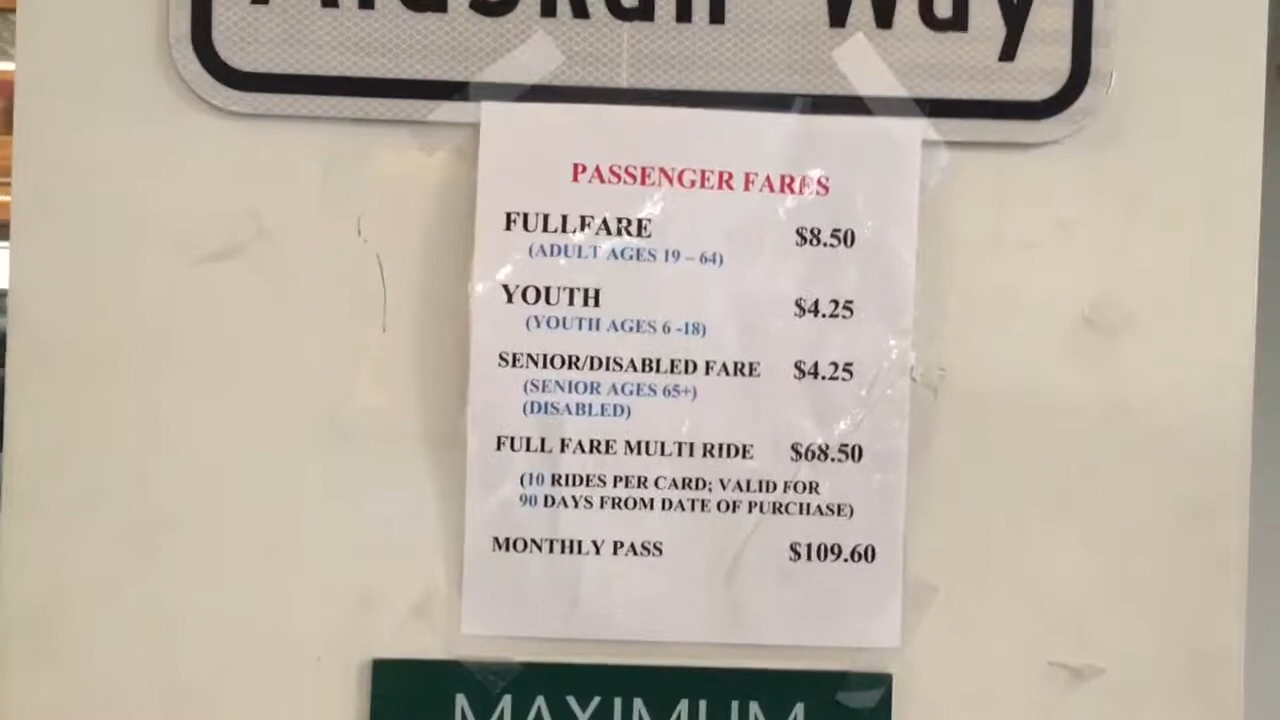 Alaskan Way
PASSENGER FARES
FULLFARE $8.50
(ADULT AGES 19 – 64)
YOUTH $4.25
(YOUTH AGES 6 -18)
SENIOR/DISABLED FARE $4.25
(SENIOR AGES 65+)
(DISABLED)
FULL FARE MULTI RIDE $68.50
(10 RIDES PER CARD; VALID FOR
90 DAYS FROM DATE OF PURCHASE)
MONTHLY PASS $109.60
MAXIMUM